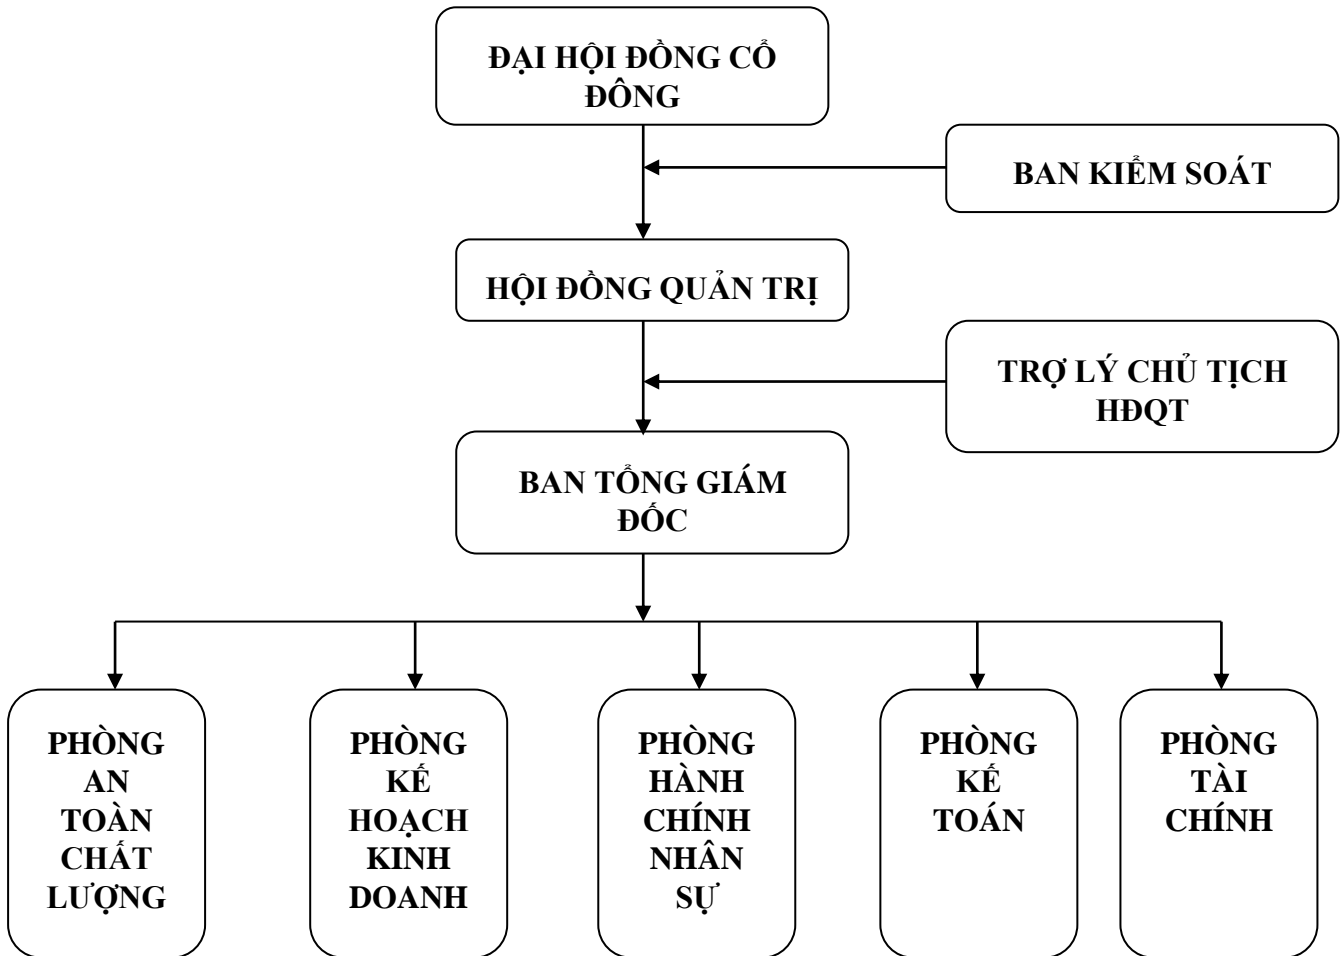 ĐẠI HỘI ĐỒNG CỔ
ĐÔNG
BAN KIỂM SOÁT
HỘI ĐỒNG QUẢN TRỊ
TRỢ LÝ CHỦ TỊCH
HĐQT
BAN TỔNG GIÁM
ĐỐC
PHÒNG
AN
TOÀN
CHẤT
LƯỢNG
PHÒNG
KẾ
HOẠCH
KINH
DOANH
PHÒNG
HÀNH
CHÍNH
NHÂN
SỰ
PHÒNG
KẾ
TOÁN
PHÒNG
TÀI
CHÍNH